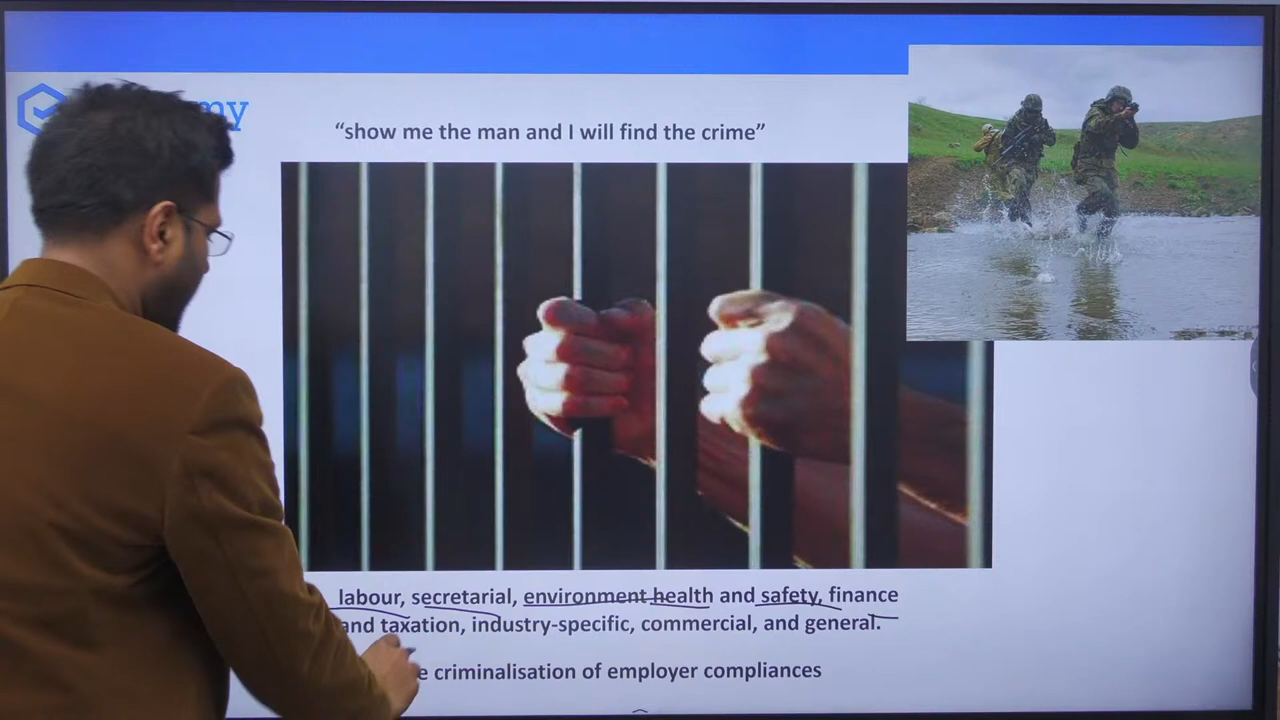 my
“show me the man and I will find the crime”
labour, secretarial, environment health and safety, finance
and taxation, industry-specific, commercial, and general.
criminalisation of employer compliances